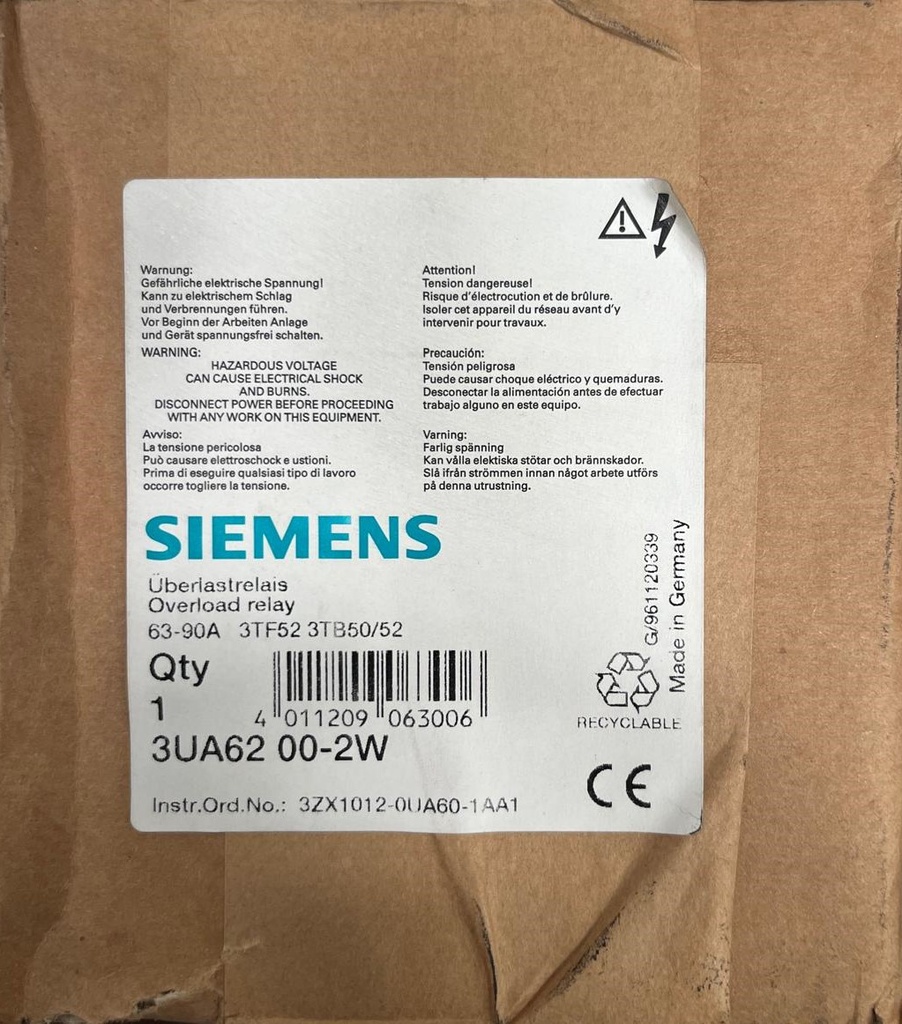 Warnung:
Gefährliche elektrische Spannung!
Kann zu elektrischem Schlag
und Verbrennungen führen.
Vor Beginn der Arbeiten Anlage
und Gerät spannungsfrei schalten.
WARNING:
HAZARDOUS VOLTAGE
CAN CAUSE ELECTRICAL SHOCK
AND BURNS.
DISCONNECT POWER BEFORE PROCEEDING
WITH ANY WORK ON THIS EQUIPMENT.
Avviso:
La tensione pericolosa
Può causare elettroschock e ustioni.
Prima di eseguire qualsiasi tipo di lavoro
occorre togliere la tensione.
Attention!
Tension dangereuse!
Risque d'électrocution et de brûlure.
Isoler cet appareil du réseau avant d'y
intervenir pour travaux.
Precaución:
Tensión peligrosa
Puede causar choque eléctrico y quemaduras.
Desconectar la alimentación antes de efectuar
trabajo alguno en este equipo.
Varning:
Farlig spänning
Kan vålla elektiska stötar och brännskador.
Slå ifrån strömmen innan något arbete utförs
på denna utrustning.
SIEMENS
Überlastrelais
Overload relay
63-90A 3TF52 3TB50/52
Qty
1
4 011209 063006
3UA62 00-2W
Instr.Ord.No.: 3ZX1012-0UA60-1AA1
G/961120339
Made in Germany
RECYCLABLE
CE